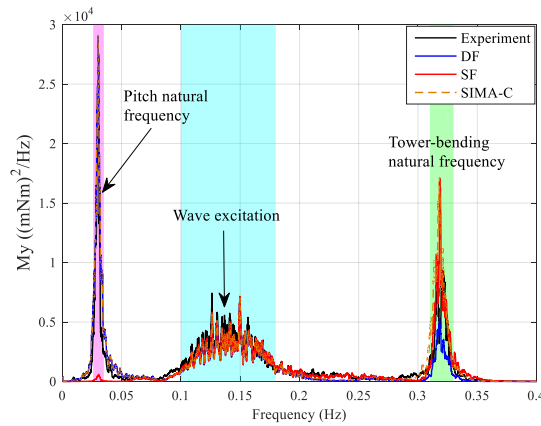 ×10⁴
3
2.5
2
1.5
1
0.5
0
My ((mNm)²/Hz)
Experiment
DF
SF
SIMA-C
Pitch natural
frequency
Tower-bending
natural frequency
Wave excitation
0 0.05 0.1 0.15 0.2 0.25 0.3 0.35 0.4
Frequency (Hz)